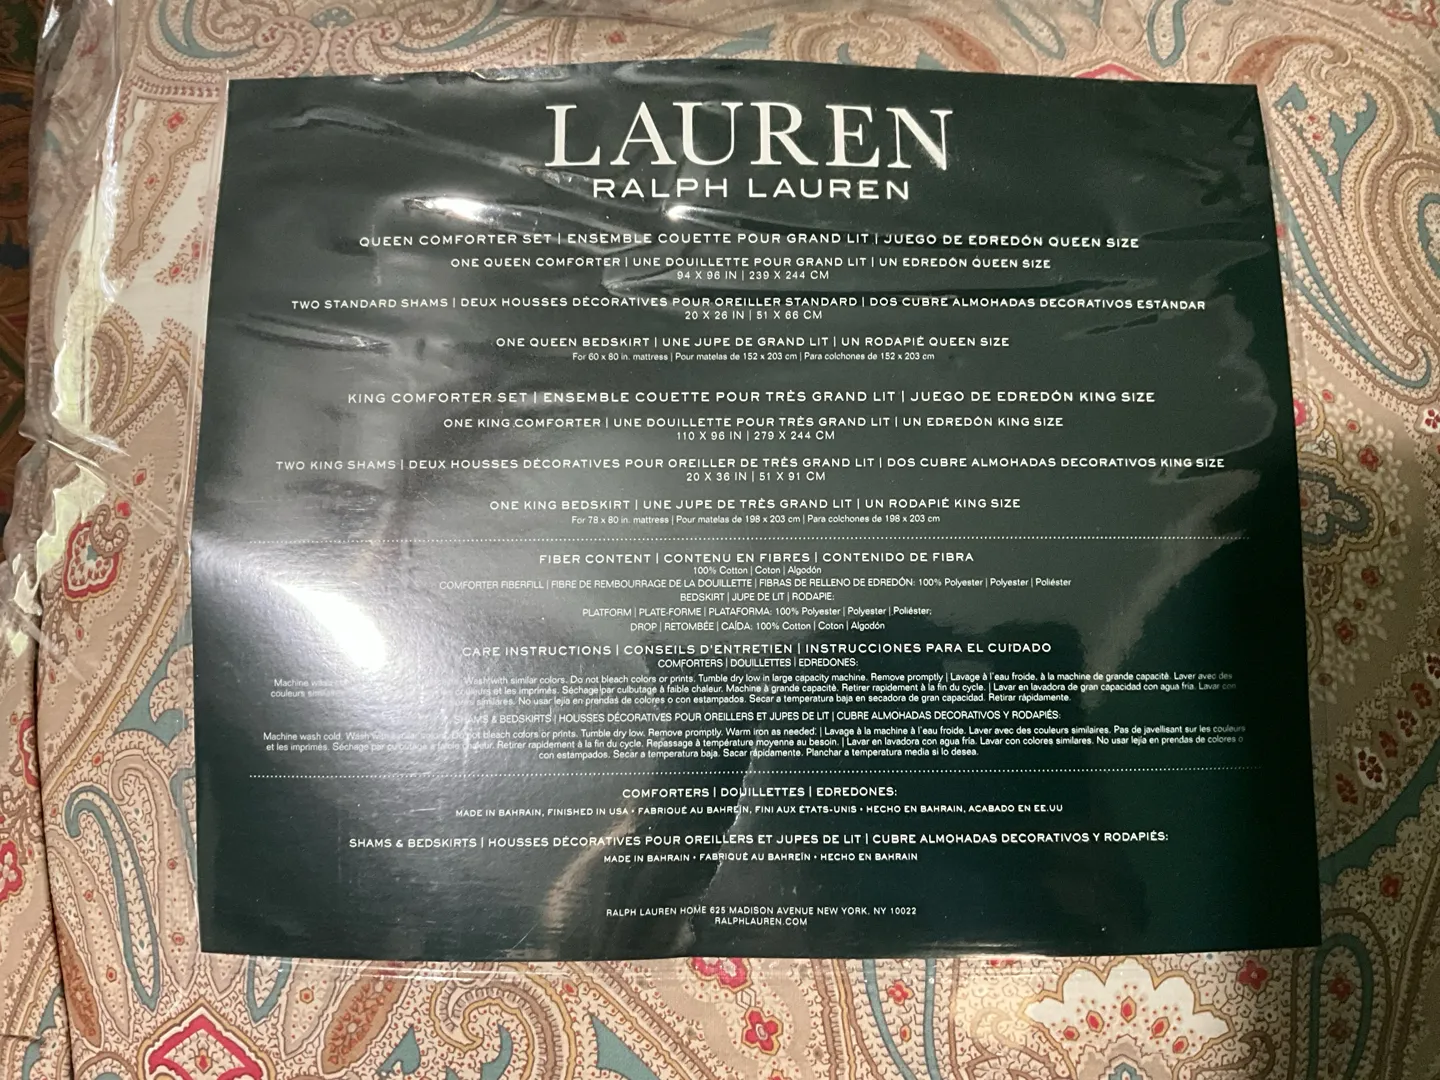 LAUREN
RALPH LAUREN
QUEEN COMFORTER SET | ENSEMBLE COUETTE POUR GRAND LIT | JUEGO DE EDREDÓN QUEEN SIZE
ONE QUEEN COMFORTER | UNE DOUILLETTE POUR GRAND LIT | UN EDREDÓN QUEEN SIZE
94 X 96 IN | 239 X 244 CM
TWO STANDARD SHAMS | DEUX HOUSSES DÉCORATIVES POUR OREILLER STANDARD | DOS CUBRE ALMOHADAS DECORATIVOS ESTÁNDAR
20 X 26 IN | 51 X 66 CM
ONE QUEEN BEDSKIRT | UNE JUPE DE GRAND LIT | UN RODAPIÉ QUEEN SIZE
For 60 x 80 in. mattress | Pour matelas de 152 x 203 cm | Para colchones de 152 x 203 cm
KING COMFORTER SET | ENSEMBLE COUETTE POUR TRÈS GRAND LIT | JUEGO DE EDREDÓN KING SIZE
ONE KING COMFORTER | UNE DOUILLETTE POUR TRÈS GRAND LIT | UN EDREDÓN KING SIZE
110 X 96 IN | 279 X 244 CM
TWO KING SHAMS | DEUX HOUSSES DÉCORATIVES POUR OREILLER DE TRÈS GRAND LIT | DOS CUBRE ALMOHADAS DECORATIVOS KING SIZE
20 X 36 IN | 51 X 91 CM
ONE KING BEDSKIRT | UNE JUPE DE TRÈS GRAND LIT | UN RODAPIÉ KING SIZE
For 78 x 80 in. mattress | Pour matelas de 198 x 203 cm | Para colchones de 198 x 203 cm
FIBER CONTENT | CONTENU EN FIBRES | CONTENIDO DE FIBRA
100% Cotton | Coton | Algodón
COMFORTER FIBERFILL | FIBRE DE REMBOURRAGE DE LA DOUILLETTE | FIBRAS DE RELLENO DE EDREDÓN: 100% Polyester | Polyester | Poliéster
BEDSKIRT | JUPE DE LIT | RODAPIE:
PLATFORM | PLATE-FORME | PLATAFORMA: 100% Polyester | Polyester | Poliéster;
DROP | RETOMBÉE | CAÍDA: 100% Cotton | Coton | Algodón
CARE INSTRUCTIONS | CONSEILS D'ENTRETIEN | INSTRUCCIONES PARA EL CUIDADO
COMFORTERS | DOUILLETTES | EDREDONES:
Machine Wash with similar colors. Do not bleach colors or prints. Tumble dry low in large capacity machine. Remove promptly | Lavage à l'eau froide, à la machine de grande capacité. Laver avec des
couleurs et les imprimés. Séchage par culbutage à faible chaleur. Machine à grande capacité. Retirer rapidement à la fin du cycle. | Lavar en lavadora de gran capacidad con agua fria. Lavar con
similares. No usar lejía en prendas de colores o con estampados. Secar a temperatura baja en secadora de gran capacidad. Retirar rápidamente.
SHAMS & BEDSKIRTS | HOUSSES DÉCORATIVES POUR OREILLERS ET JUPES DE LIT | CUBRE ALMOHADAS DECORATIVOS Y RODAPIÉS:
Machine wash cold. Wash with Do not bleach colors or prints. Tumble dry low. Remove promptly. Warm iron as needed. | Lavage à la machine à l'eau froide. Laver avec des couleurs similaires. Pas de javellisant sur les couleurs
et les imprimés. Séchage par culbutage à faible chaleur. Retirer rapidement à la fin du cycle. Repassage à température moyenne au besoin. | Lavar en lavadora con agua fria. Lavar con colores similares. No usar lejía en prendas de colores o
con estampados. Secar a temperatura baja. Sacar rápidamente. Planchar a temperatura media si lo desea.
COMFORTERS | DOUILLETTES | EDREDONES:
MADE IN BAHRAIN, FINISHED IN USA • FABRIQUÉ AU BAHREÏN, FINI AUX ÉTATS-UNIS • HECHO EN BAHRAIN, ACABADO EN EE.UU
SHAMS & BEDSKIRTS | HOUSSES DÉCORATIVES POUR OREILLERS ET JUPES DE LIT | CUBRE ALMOHADAS DECORATIVOS Y RODAPIÉS:
MADE IN BAHRAIN • FABRIQUÉ AU BAHREÏN • HECHO EN BAHRAIN
RALPH LAUREN HOME 625 MADISON AVENUE NEW YORK, NY 10022
RALPHLAUREN.COM